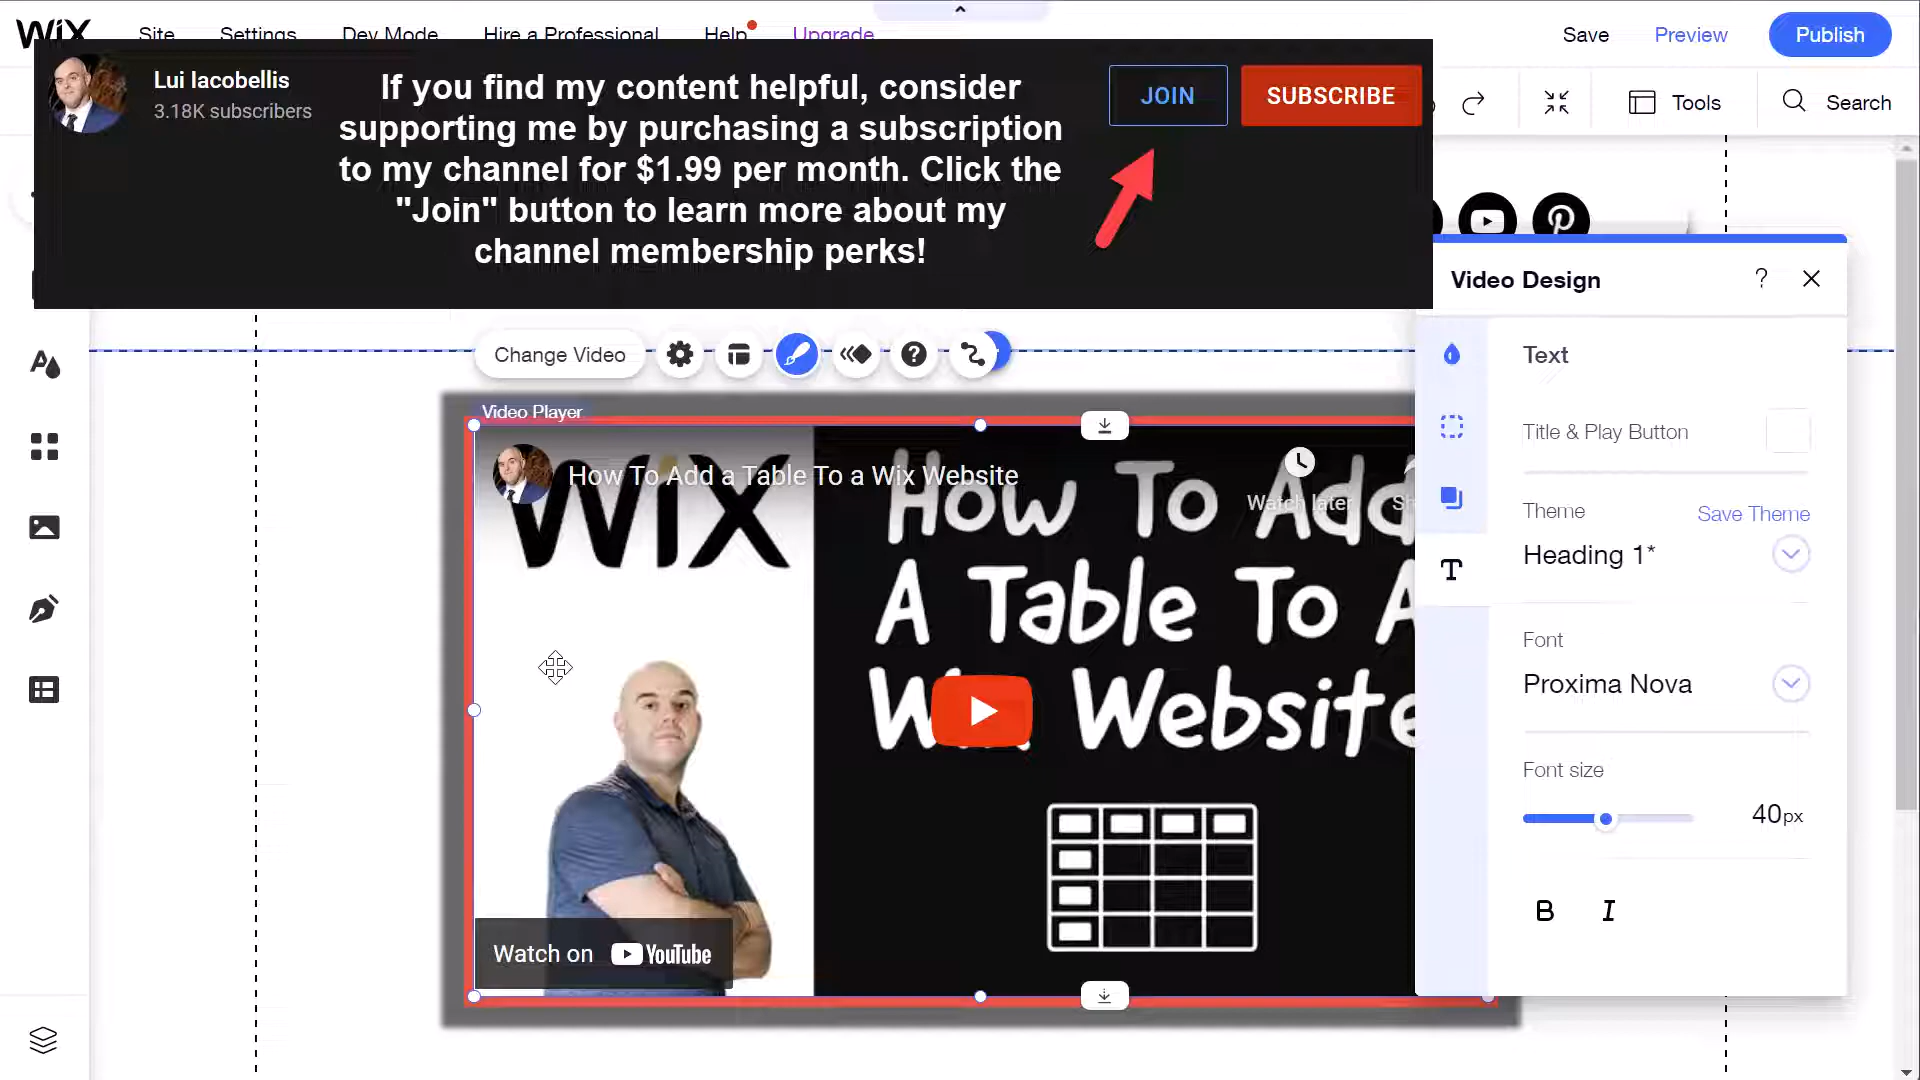 WiX
Site
Settings
Dev Mode
Hire a Professional
Help
Upgrade
Save
Preview
Publish
Lui Iacobellis
3.18K subscribers
If you find my content helpful, consider
supporting me by purchasing a subscription
to my channel for $1.99 per month. Click the
"Join" button to learn more about my
channel membership perks!
JOIN
SUBSCRIBE
Tools
Search
Video Design
?
Change Video
Video Player
How To Add a Table To a Wix Website
Watch later
WiX
How To Add
A Table To A
Website
Watch on YouTube
Text
Title & Play Button
Theme
Save Theme
Heading 1*
Font
Proxima Nova
Font size
40px
B I